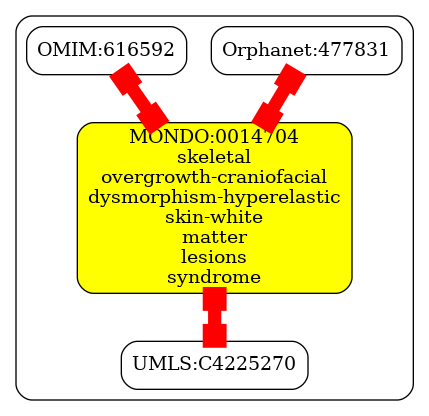 OMIM:616592
Orphanet:477831
MONDO:0014704
skeletal
overgrowth-craniofacial
dysmorphism-hyperelastic
skin-white
matter
lesions
syndrome
UMLS:C4225270